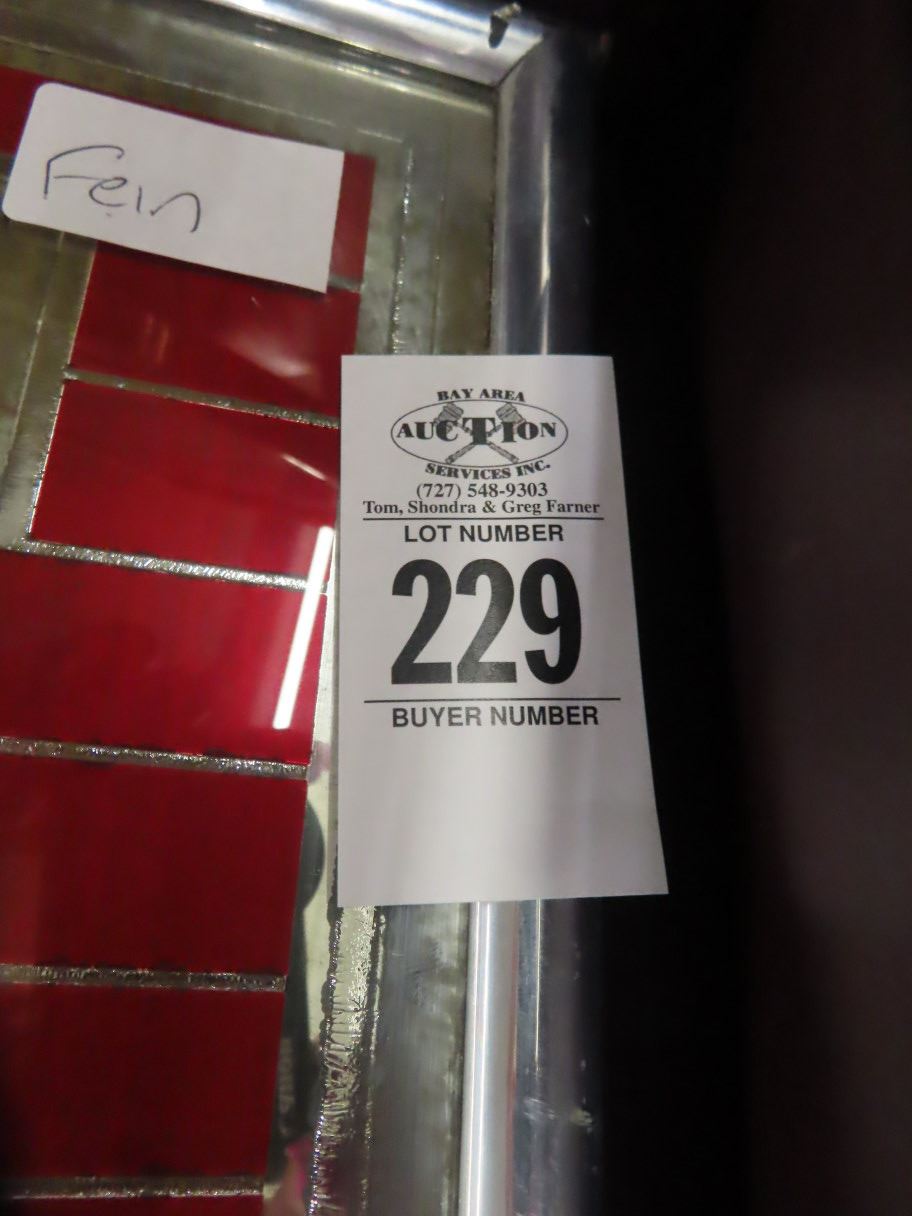 Fein
BAY AREA
AUCTION
SERVICES INC.
(727) 548-9303
Tom, Shondra & Greg Farner
LOT NUMBER
229
BUYER NUMBER